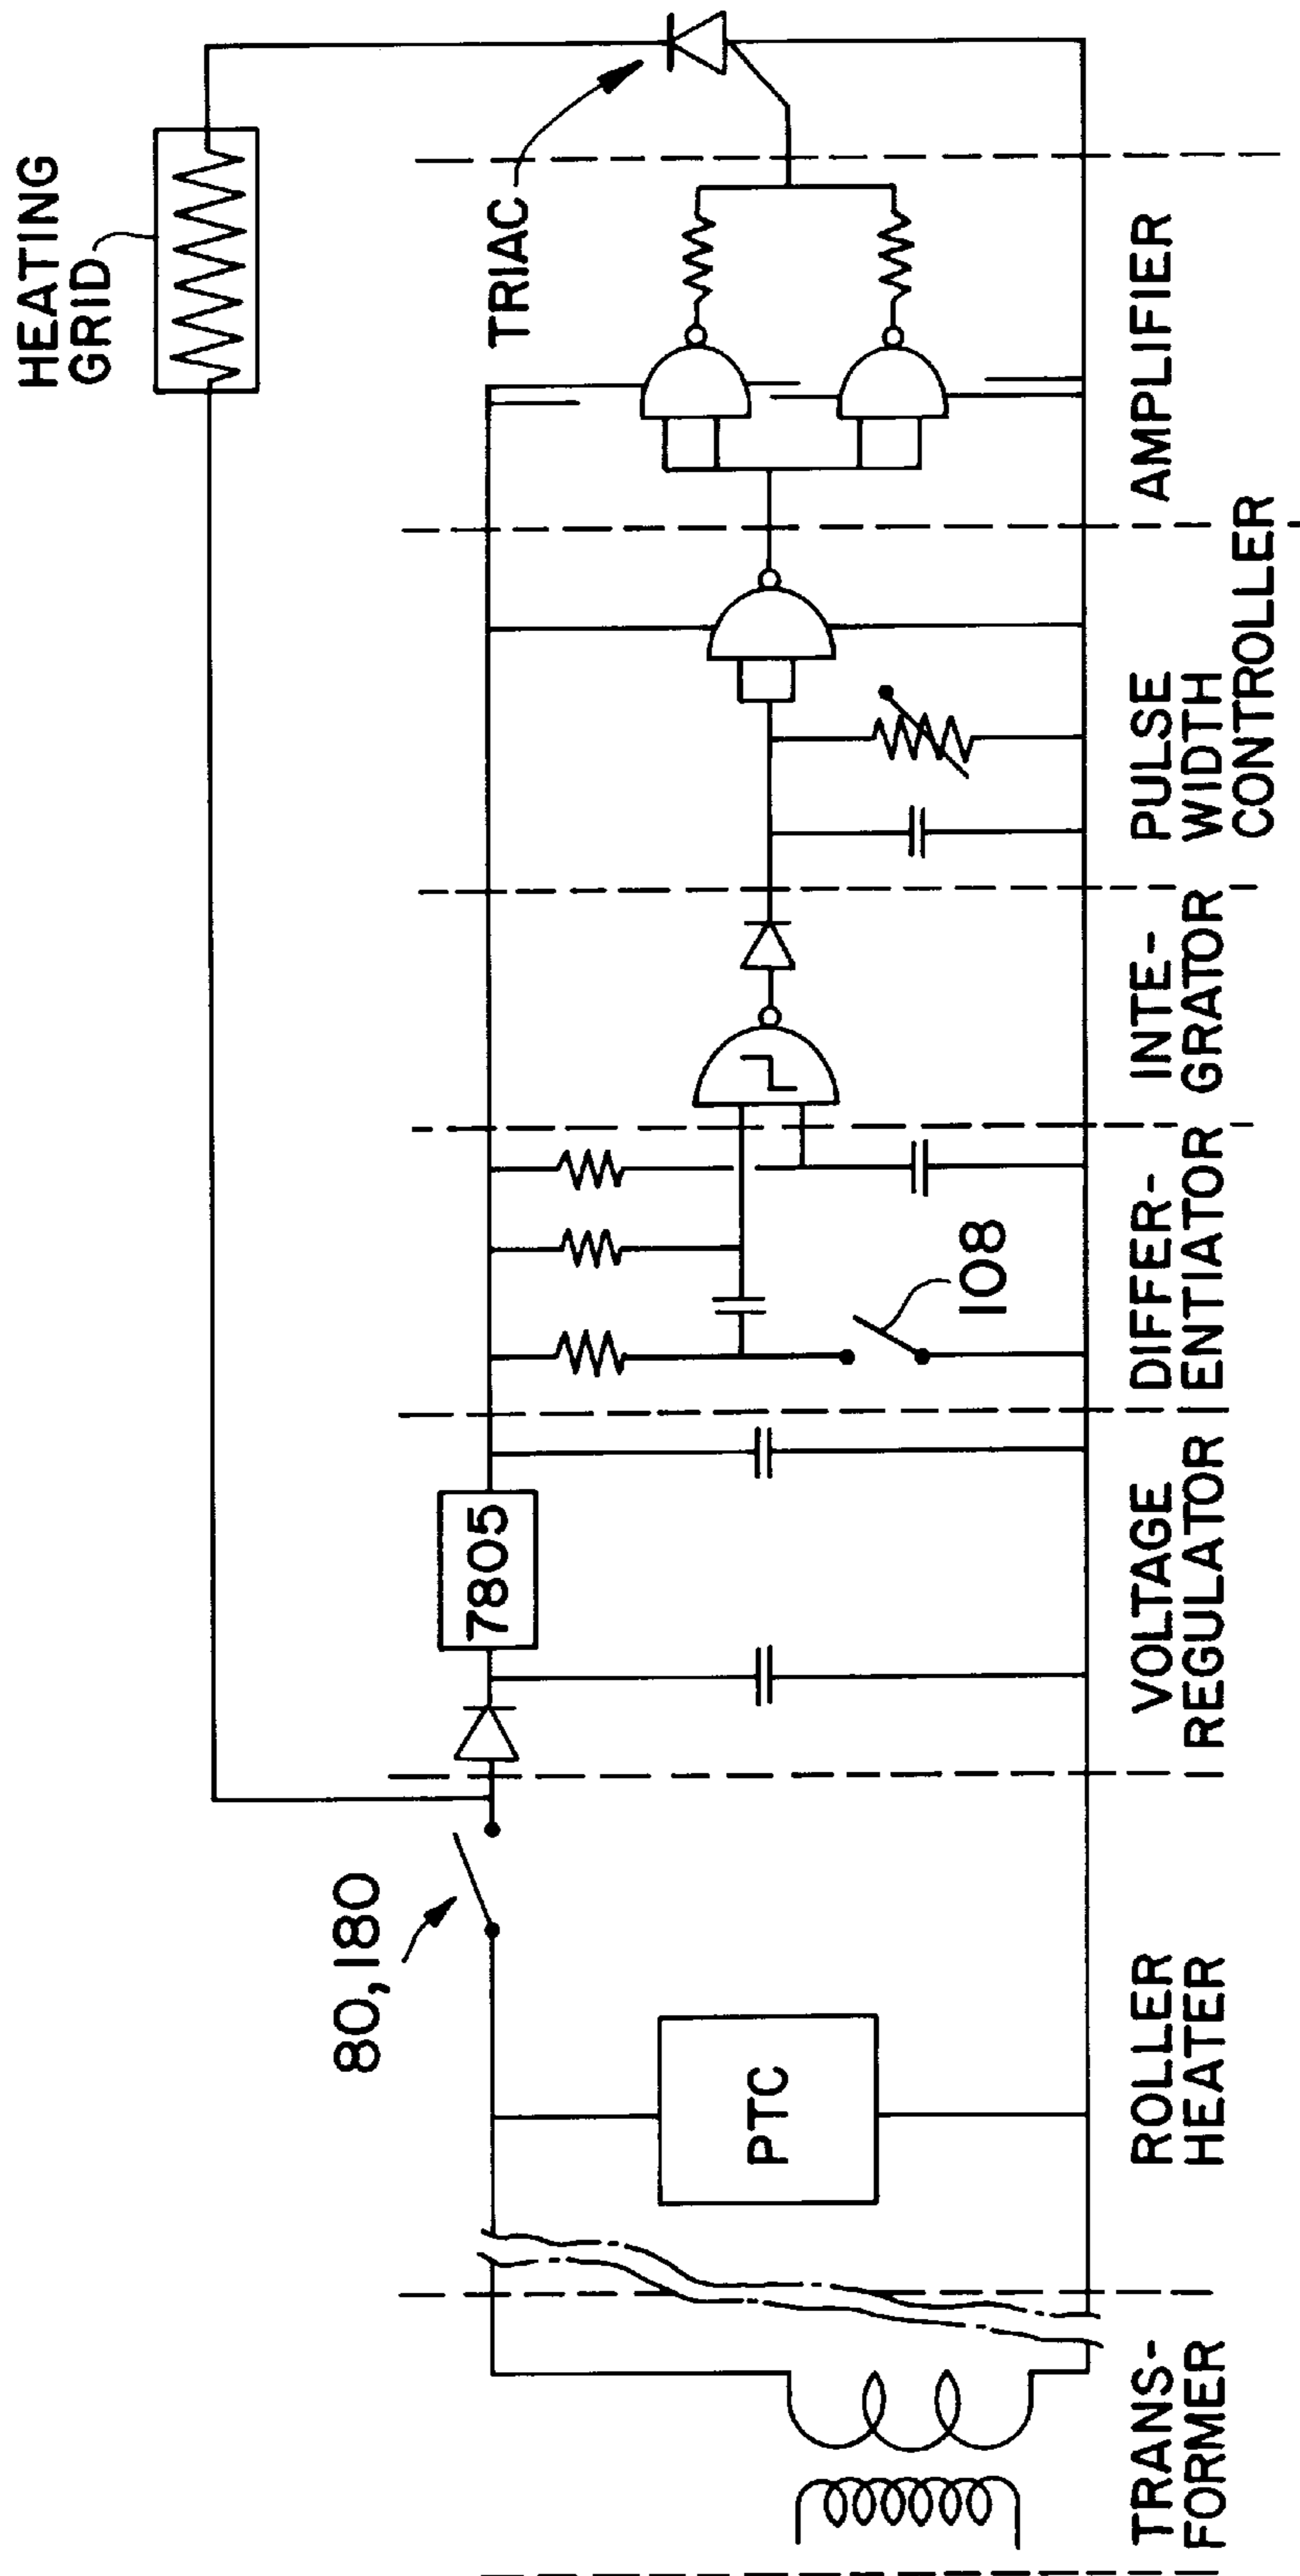 HEATING
GRID
TRIAC
80, 180
7805
PTC
108
TRANS-
FORMER
ROLLER
HEATER
VOLTAGE
REGULATOR
DIFFER-
ENTIATOR
INTE-
GRATOR
PULSE
WIDTH
CONTROLLER
AMPLIFIER